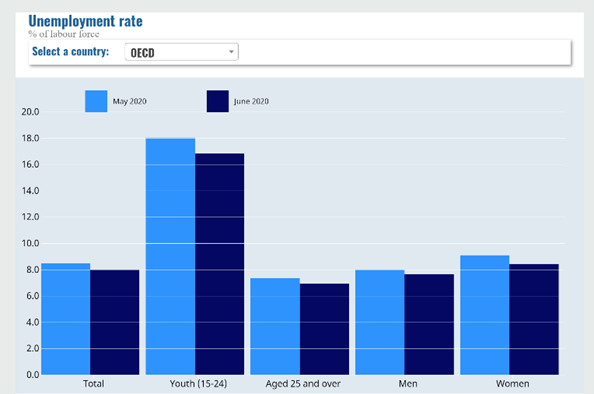 Unemployment rate
% of labour force
Select a country: OECD
May 2020 June 2020
20.0
18.0
16.0
14.0
12.0
10.0
8.0
6.0
4.0
2.0
0.0
Total Youth (15-24) Aged 25 and over Men Women